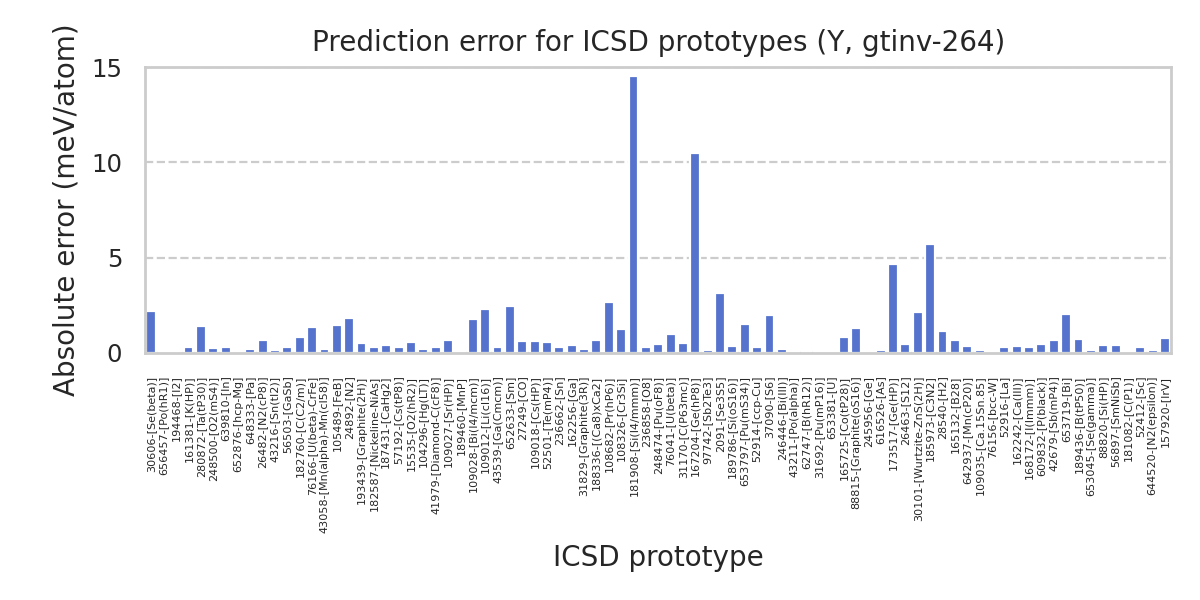 Prediction error for ICSD prototypes (Y, gtinv-264)
Absolute error (meV/atom)
15
10
5
0
30606-[Se(beta)]
656457-[Po(hR1)]
194468-[I2]
161381-[K(HP)]
280872-[Ta(tP30)]
248500-[O2(mS4)]
639810-[In]
652876-[hcp-Mg]
648333-[Pa]
26482-[N2(cP8)]
43216-[Sn(tI2)]
56503-[GaSb]
182760-[C(C2/m)]
76166-[U(beta)-CrFe]
43058-[Mn(alpha)-Mn(cI58)]
105489-[FeB]
24892-[N2]
193439-[Graphite(2H)]
182587-[Nickeline-NiAs]
187431-[CaHg2]
57192-[Cs(tP8)]
15535-[O2(hR2)]
104296-[Hg(LT)]
41979-[Diamond-C(cF8)]
109027-[Sr(HP)]
189460-[MnP]
109028-[Bi(I4/mcm)]
109012-[Li(cI16)]
43539-[Ga(Cmcm)]
652633-[Sm]
27249-[CO]
109018-[Cs(HP)]
52501-[Te(mP4)]
236662-[Sn]
162256-[Ga]
31829-[Graphite(3R)]
188336-[(Ca8)xCa2]
108682-[Pr(hP6)]
108326-[Cr3Si]
181908-[Si(I4/mmm)]
236858-[O8]
248474-[Pu(oF8)]
76041-[U(beta)]
31170-[C(P63mc)]
167204-[Ge(hP8)]
97742-[Sb2Te3]
2091-[Se3S5]
189786-[Si(oS16)]
653797-[Pu(mS34)]
52914-[ccp-Cu]
37090-[S6]
246446-[Bi(III)]
43211-[Po(alpha)]
62747-[B(hR12)]
31692-[Pu(mP16)]
653381-[U]
165725-[Co(tP28)]
88815-[Graphite(oS16)]
245956-[Ge]
616526-[As]
173517-[Ge(HP)]
26463-[S12]
30101-[Wurtzite-ZnS(2H)]
185973-[C3N2]
28540-[H2]
165132-[B28]
642937-[Mn(cP20)]
109035-[Ca.15Sn.85]
76156-[bcc-W]
52916-[La]
162242-[Ca(III)]
168172-[I(Immm)]
609832-[P(black)]
42679-[Sb(mP4)]
653719-[Bi]
189436-[B(tP50)]
653045-[Se(gamma)]
88820-[Si(HP)]
56897-[SmNiSb]
181082-[C(P1)]
52412-[Sc]
644520-[N2(epsilon)]
157920-[IrV]
ICSD prototype